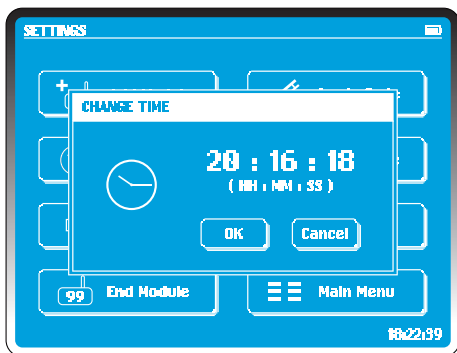 SETTINGS
CHANGE TIME
20 : 16 : 18
( HH : MM : SS )
OK
Cancel
99
End Module
Main Menu
18:22:39